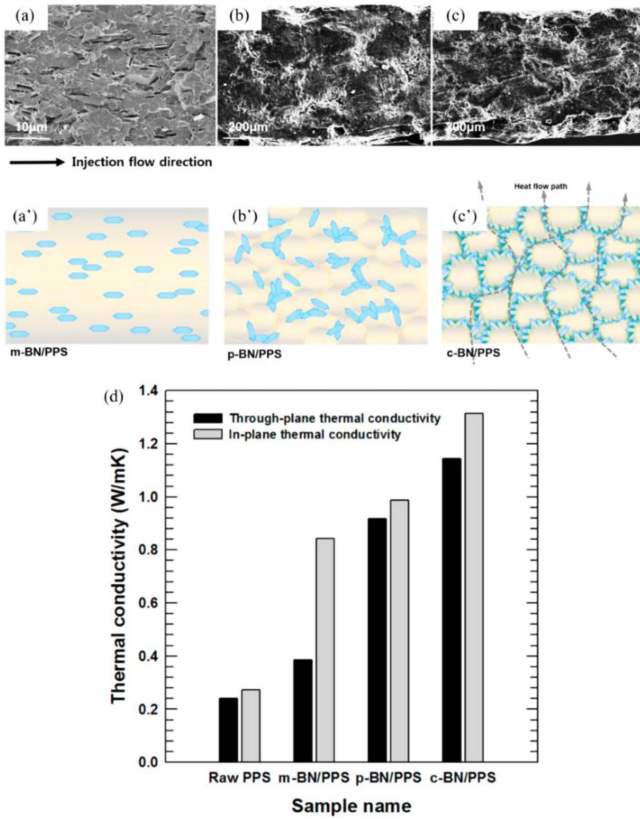 (a)
(b)
(c)
10μm
200μm
Injection flow direction
Heat flow path
(a')
(b')
(c')
m-BN/PPS
p-BN/PPS
c-BN/PPS
(d)
1.4
1.2
1.0
0.8
0.6
0.4
0.2
0.0
Thermal conductivity (W/mK)
Through-plane thermal conductivity
In-plane thermal conductivity
Raw PPS
m-BN/PPS
p-BN/PPS
c-BN/PPS
Sample name